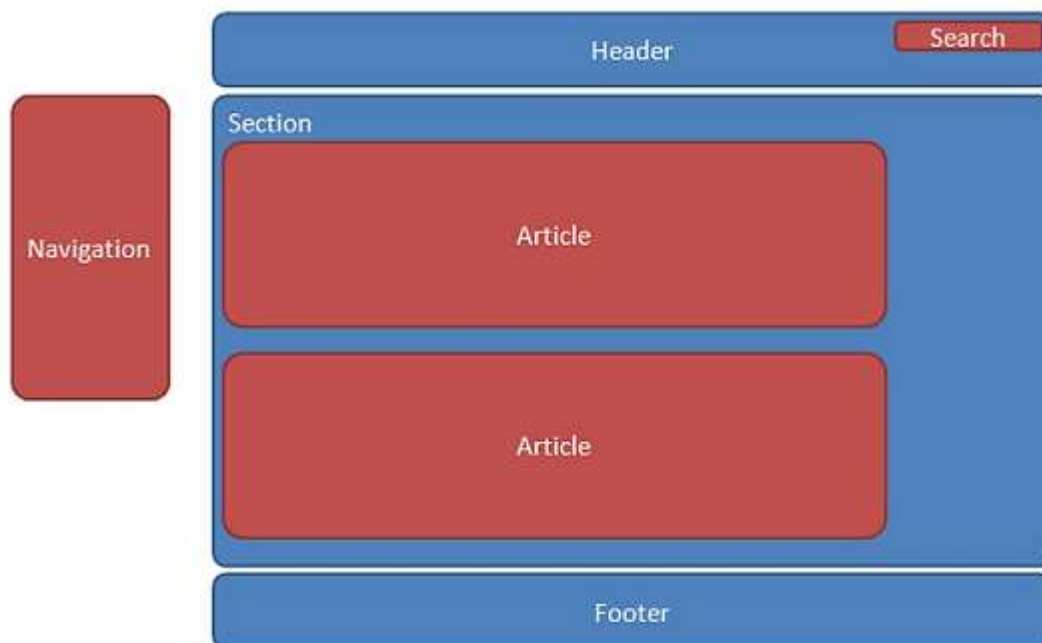 Header
Search
Navigation
Section
Article
Article
Footer